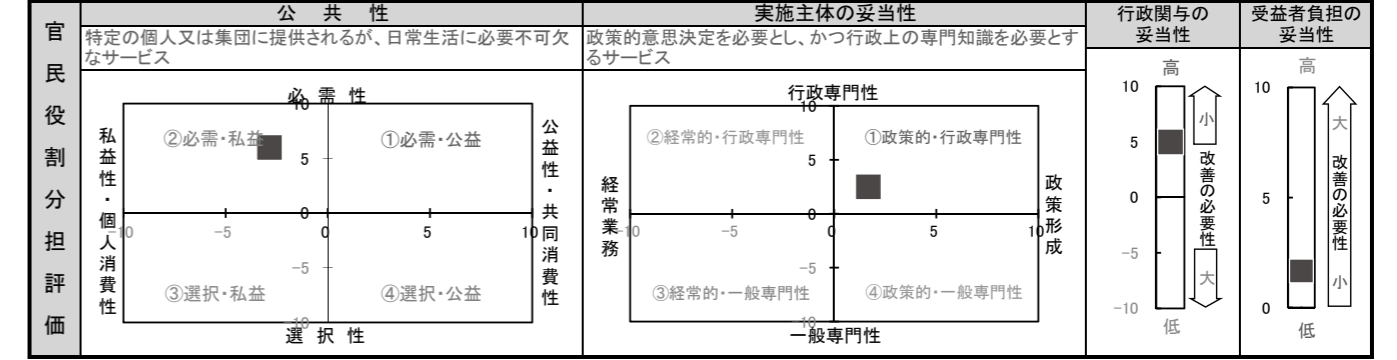 官民役割分担評価
公共性
特定の個人又は集団に提供されるが、日常生活に必要不可欠
なサービス
必需性
10
②必需・私益
①必需・公益
5
私益性・個人消費性
公益性・共同消費性
0
-10
-5
0
5
10
-5
③選択・私益
④選択・公益
-10
選択性
実施主体の妥当性
政策的意思決定を必要とし、かつ行政上の専門知識を必要とす
るサービス
行政専門性
10
②経常的・行政専門性
①政策的・行政専門性
5
経常業務
政策形成
0
-10
-5
0
5
10
-5
③経常的・一般専門性
④政策的・一般専門性
-10
一般専門性
行政関与の
妥当性
高
10
5
0
-5
-10
小
改善の必要性
大
低
受益者負担の
妥当性
高
10
5
0
大
改善の必要性
小
低